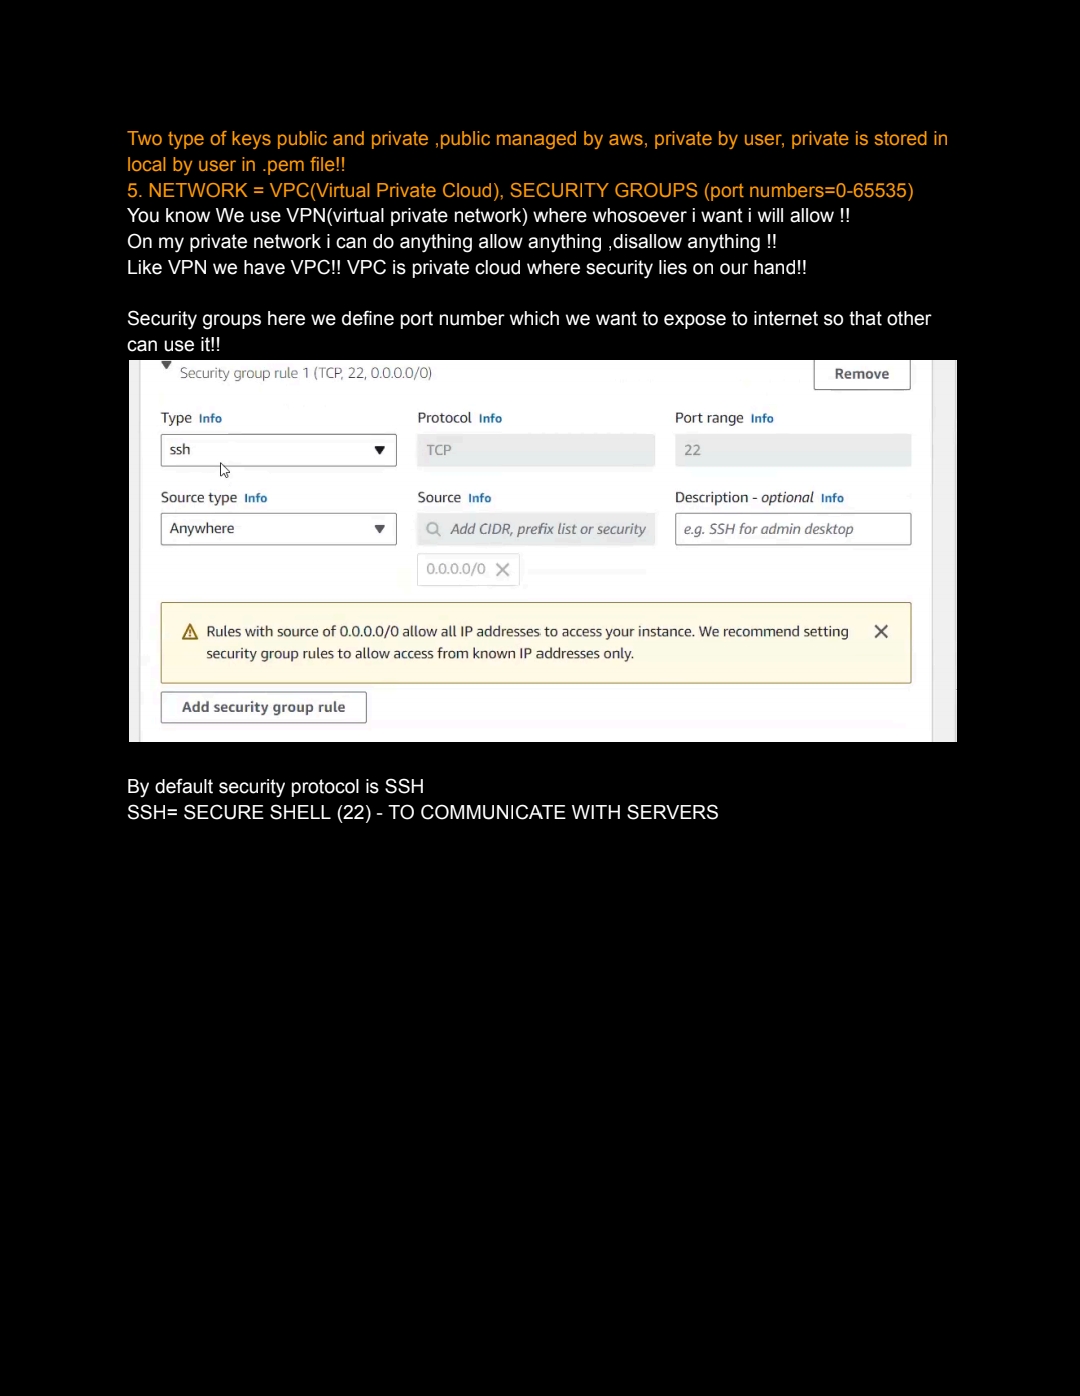 Two type of keys public and private ,public managed by aws, private by user, private is stored in
local by user in .pem file!!
5. NETWORK = VPC(Virtual Private Cloud), SECURITY GROUPS (port numbers=0-65535)
You know We use VPN(virtual private network) where whosoever i want i will allow !!
On my private network i can do anything allow anything ,disallow anything !!
Like VPN we have VPC!! VPC is private cloud where security lies on our hand!!
Security groups here we define port number which we want to expose to internet so that other
can use it!!
Security group rule 1 (TCP, 22, 0.0.0.0/0) Remove
Type Info Protocol Info Port range Info
ssh TCP 22
Source type Info Source Info Description - optional Info
Anywhere Add CIDR, prefix list or security e.g. SSH for admin desktop
0.0.0.0/0
Rules with source of 0.0.0.0/0 allow all IP addresses to access your instance. We recommend setting
security group rules to allow access from known IP addresses only.
Add security group rule
By default security protocol is SSH
SSH= SECURE SHELL (22) - TO COMMUNICATE WITH SERVERS